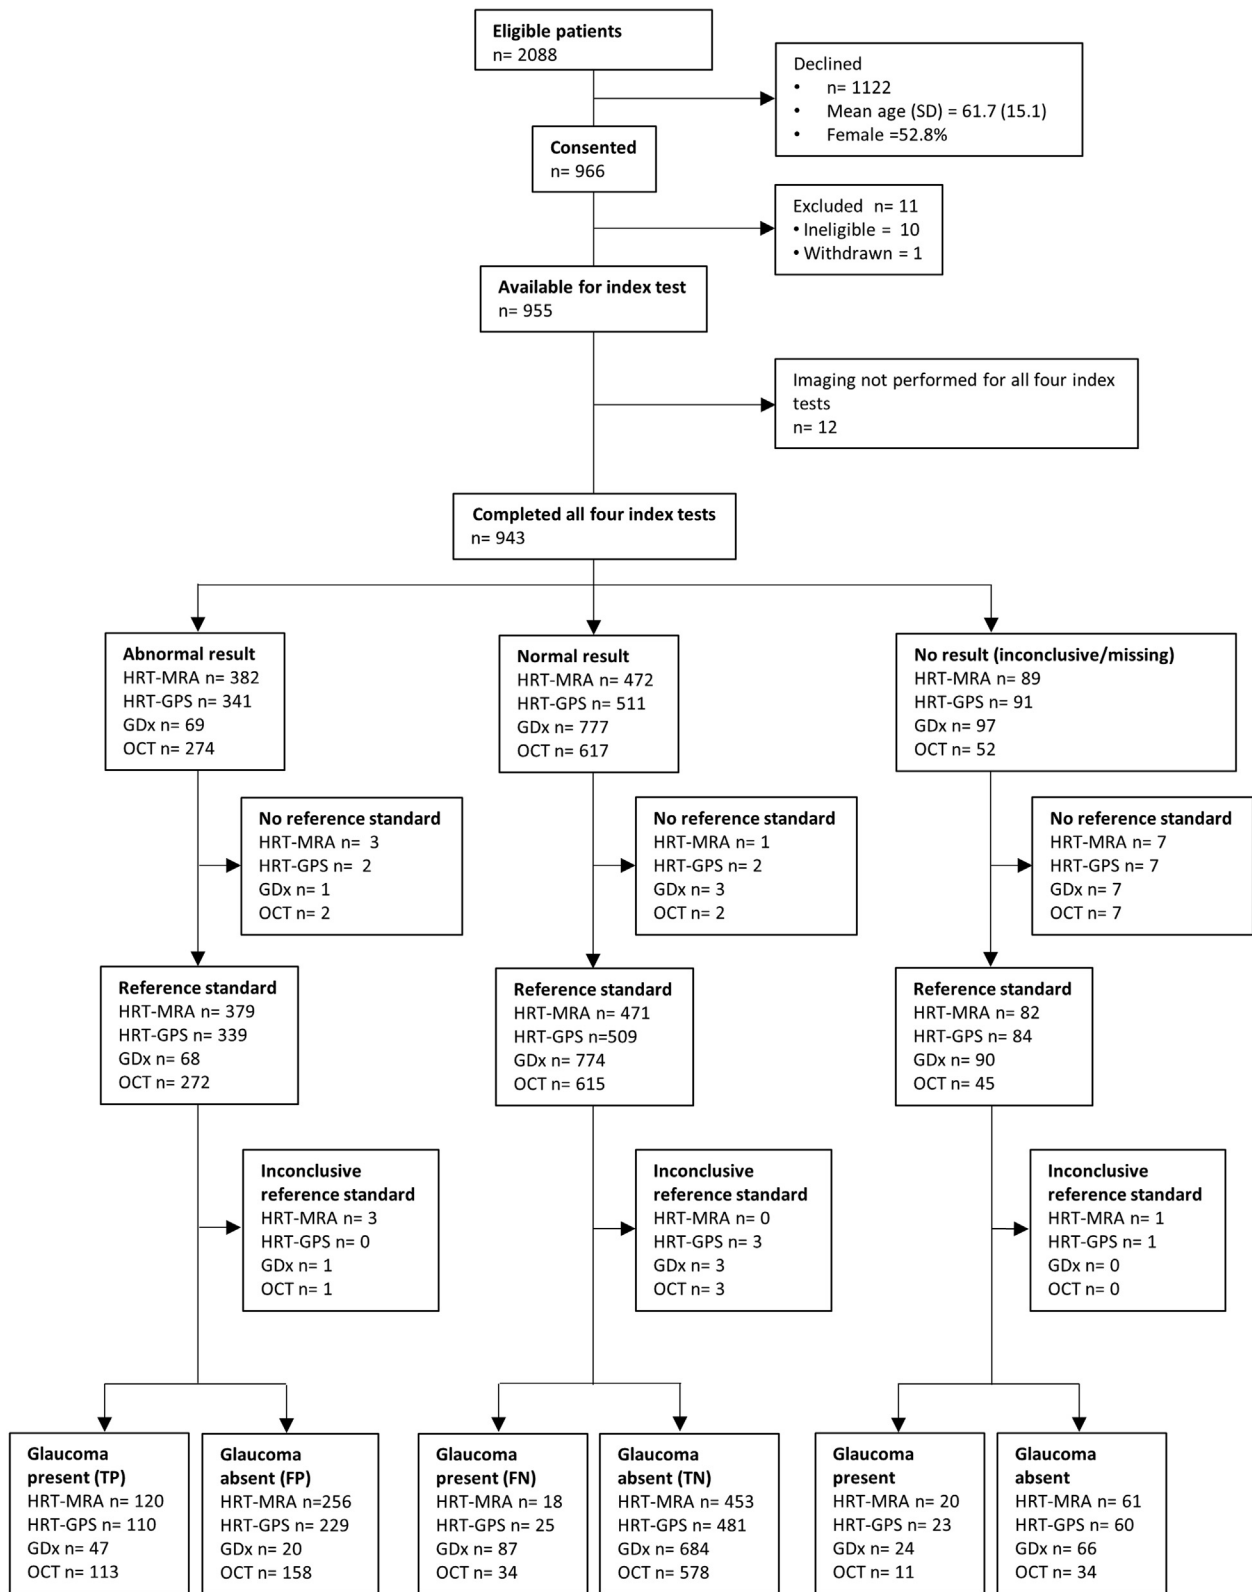 Eligible patients
n= 2088
Declined
• n= 1122
• Mean age (SD) = 61.7 (15.1)
• Female =52.8%
Consented
n= 966
Excluded n= 11
• Ineligible = 10
• Withdrawn = 1
Available for index test
n= 955
Imaging not performed for all four index
tests
n= 12
Completed all four index tests
n= 943
Abnormal result
HRT-MRA n= 382
HRT-GPS n= 341
GDx n= 69
OCT n= 274
Normal result
HRT-MRA n= 472
HRT-GPS n= 511
GDx n= 777
OCT n= 617
No result (inconclusive/missing)
HRT-MRA n= 89
HRT-GPS n= 91
GDx n= 97
OCT n= 52
No reference standard
HRT-MRA n= 3
HRT-GPS n= 2
GDx n= 1
OCT n= 2
No reference standard
HRT-MRA n= 1
HRT-GPS n= 2
GDx n= 3
OCT n= 2
No reference standard
HRT-MRA n= 7
HRT-GPS n= 7
GDx n= 7
OCT n= 7
Reference standard
HRT-MRA n= 379
HRT-GPS n= 339
GDx n= 68
OCT n= 272
Reference standard
HRT-MRA n= 471
HRT-GPS n=509
GDx n= 774
OCT n= 615
Reference standard
HRT-MRA n= 82
HRT-GPS n= 84
GDx n= 90
OCT n= 45
Inconclusive
reference standard
HRT-MRA n= 3
HRT-GPS n= 0
GDx n= 1
OCT n= 1
Inconclusive
reference standard
HRT-MRA n= 0
HRT-GPS n= 3
GDx n= 3
OCT n= 3
Inconclusive
reference standard
HRT-MRA n= 1
HRT-GPS n= 1
GDx n= 0
OCT n= 0
Glaucoma
present (TP)
HRT-MRA n= 120
HRT-GPS n= 110
GDx n= 47
OCT n= 113
Glaucoma
absent (FP)
HRT-MRA n=256
HRT-GPS n= 229
GDx n= 20
OCT n= 158
Glaucoma
present (FN)
HRT-MRA n= 18
HRT-GPS n= 25
GDx n= 87
OCT n= 34
Glaucoma
absent (TN)
HRT-MRA n= 453
HRT-GPS n= 481
GDx n= 684
OCT n= 578
Glaucoma
present
HRT-MRA n= 20
HRT-GPS n= 23
GDx n= 24
OCT n= 11
Glaucoma
absent
HRT-MRA n= 61
HRT-GPS n= 60
GDx n= 66
OCT n= 34